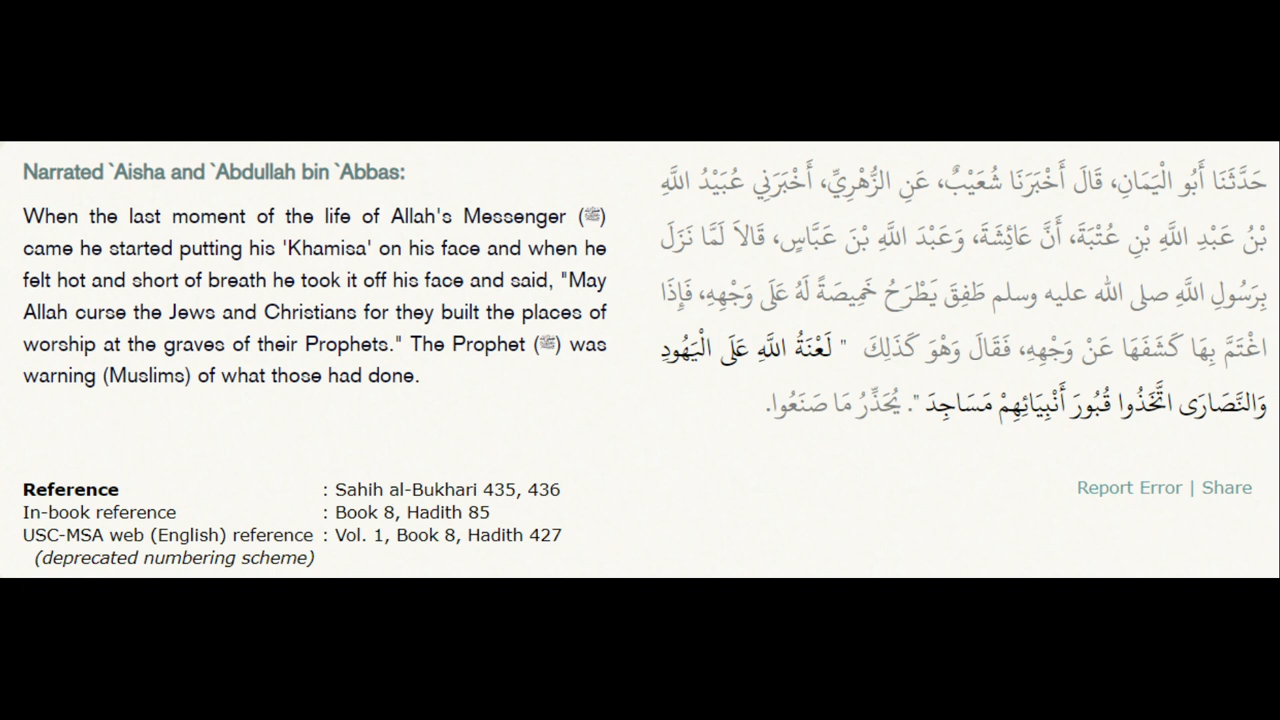 Narrated `Aisha and `Abdullah bin `Abbas:
When the last moment of the life of Allah's Messenger (ﷺ)
came he started putting his 'Khamisa' on his face and when he
felt hot and short of breath he took it off his face and said, "May
Allah curse the Jews and Christians for they built the places of
worship at the graves of their Prophets." The Prophet (ﷺ) was
warning (Muslims) of what those had done.
حَدَّثَنَا أَبُو الْيَمَانِ، قَالَ أَخْبَرَنَا شُعَيْبٌ، عَنِ الزُّهْرِيِّ، أَخْبَرَنِي عُبَيْدُ اللَّهِ
بْنُ عَبْدِ اللَّهِ بْنِ عُتْبَةَ، أَنَّ عَائِشَةَ، وَعَبْدَ اللَّهِ بْنَ عَبَّاسٍ، قَالاَ لَمَّا نَزَلَ
بِرَسُولِ اللَّهِ صلى الله عليه وسلم طَفِقَ يَطْرَحُ خَمِيصَةً لَهُ عَلَى وَجْهِهِ، فَإِذَا
اغْتَمَّ بِهَا كَشَفَهَا عَنْ وَجْهِهِ، فَقَالَ وَهْوَ كَذَلِكَ " لَعْنَةُ اللَّهِ عَلَى الْيَهُودِ
وَالنَّصَارَى اتَّخَذُوا قُبُورَ أَنْبِيَائِهِمْ مَسَاجِدَ ". يُحَذِّرُ مَا صَنَعُوا.
Reference : Sahih al-Bukhari 435, 436
In-book reference : Book 8, Hadith 85
USC-MSA web (English) reference : Vol. 1, Book 8, Hadith 427
(deprecated numbering scheme)
Report Error | Share